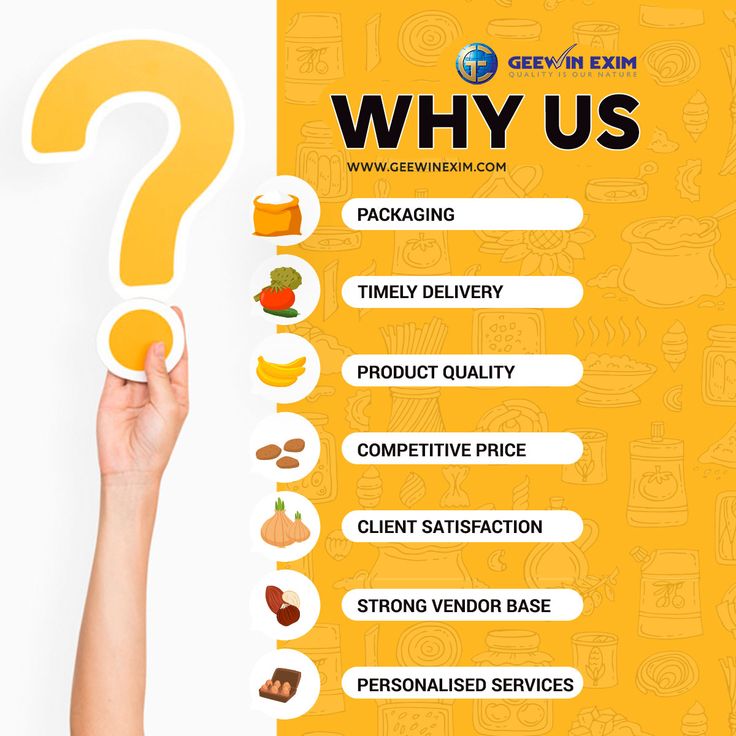 GEEWIN EXIM
QUALITY IS OUR NATURE
WHY US
WWW.GEEWINEXIM.COM
PACKAGING
TIMELY DELIVERY
PRODUCT QUALITY
COMPETITIVE PRICE
CLIENT SATISFACTION
STRONG VENDOR BASE
PERSONALISED SERVICES